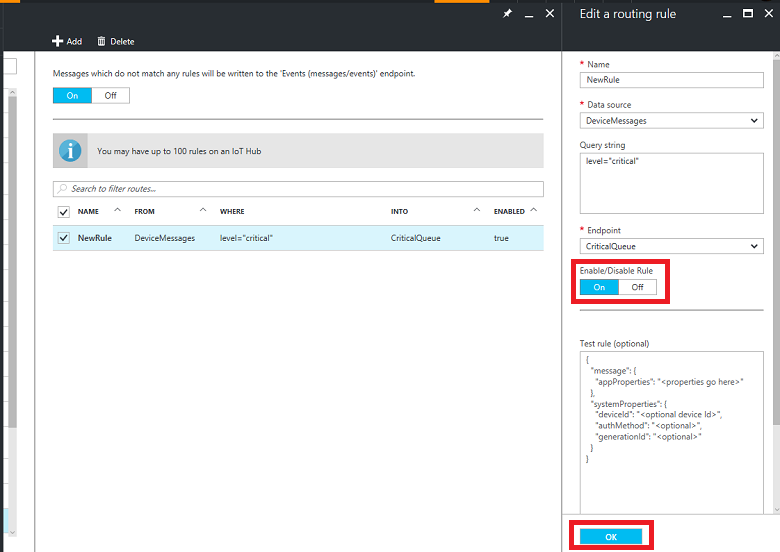 Add
Delete
Messages which do not match any rules will be written to the 'Events (messages/events)' endpoint.
On Off
You may have up to 100 rules on an IoT Hub
Search to filter routes...
NAME FROM WHERE INTO ENABLED
NewRule DeviceMessages level="critical" CriticalQueue true
Edit a routing rule
* Name
NewRule
* Data source
DeviceMessages
Query string
level="critical"
* Endpoint
CriticalQueue
Enable/Disable Rule
On Off
Test rule (optional)
{
"message": {
"appProperties": "<properties go here>"
},
"systemProperties": {
"deviceId": "<optional device Id>",
"authMethod": "<optional>",
"generationId": "<optional>"
}
}
OK